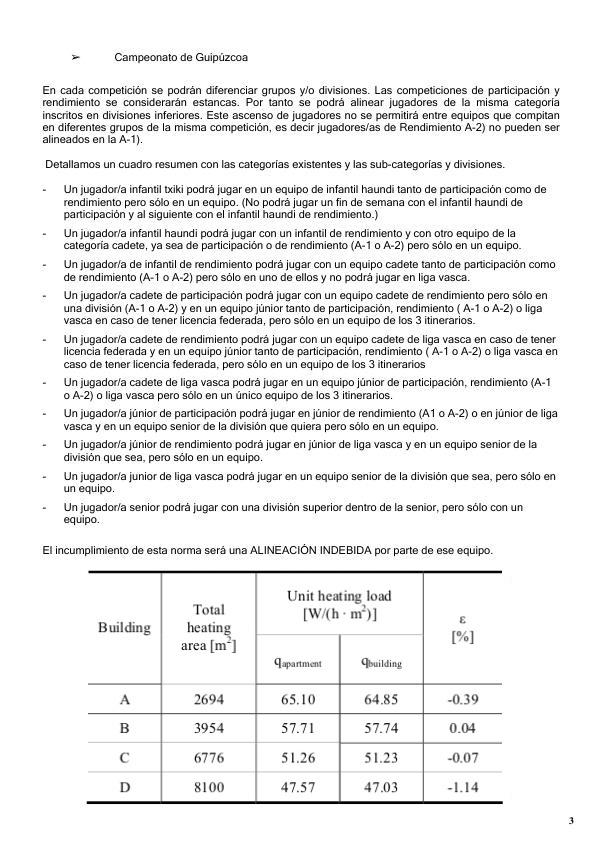 ➢ Campeonato de Guipúzcoa
En cada competición se podrán diferenciar grupos y/o divisiones. Las competiciones de participación y
rendimiento se considerarán estancas. Por tanto se podrá alinear jugadores de la misma categoría
inscritos en divisiones inferiores. Este ascenso de jugadores no se permitirá entre equipos que compitan
en diferentes grupos de la misma competición, es decir jugadores/as de Rendimiento A-2) no pueden ser
alineados en la A-1).
Detallamos un cuadro resumen con las categorías existentes y las sub-categorías y divisiones.
- Un jugador/a infantil txiki podrá jugar en un equipo de infantil haundi tanto de participación como de
rendimiento pero sólo en un equipo. (No podrá jugar un fin de semana con el infantil haundi de
participación y al siguiente con el infantil haundi de rendimiento.)
- Un jugador/a infantil haundi podrá jugar con un infantil de rendimiento y con otro equipo de la
categoría cadete, ya sea de participación o de rendimiento (A-1 o A-2) pero sólo en un equipo.
- Un jugador/a de infantil de rendimiento podrá jugar con un equipo cadete tanto de participación como
de rendimiento (A-1 o A-2) pero sólo en uno de ellos y no podrá jugar en liga vasca.
- Un jugador/a cadete de participación podrá jugar con un equipo cadete de rendimiento pero sólo en
una división (A-1 o A-2) y en un equipo júnior tanto de participación, rendimiento ( A-1 o A-2) o liga
vasca en caso de tener licencia federada, pero sólo en un equipo de los 3 itinerarios.
- Un jugador/a cadete de rendimiento podrá jugar con un equipo cadete de liga vasca en caso de tener
licencia federada y en un equipo júnior tanto de participación, rendimiento ( A-1 o A-2) o liga vasca en
caso de tener licencia federada, pero sólo en un equipo de los 3 itinerarios
- Un jugador/a cadete de liga vasca podrá jugar en un equipo júnior de participación, rendimiento (A-1
o A-2) o liga vasca pero sólo en un único equipo de los 3 itinerarios.
- Un jugador/a júnior de participación podrá jugar en júnior de rendimiento (A1 o A-2) o en júnior de liga
vasca y en un equipo senior de la división que quiera pero sólo en un equipo.
- Un jugador/a júnior de rendimiento podrá jugar en júnior de liga vasca y en un equipo senior de la
división que sea, pero sólo en un equipo.
- Un jugador/a junior de liga vasca podrá jugar en un equipo senior de la división que sea, pero sólo en
un equipo.
- Un jugador/a senior podrá jugar con una división superior dentro de la senior, pero sólo con un
equipo.
El incumplimiento de esta norma será una ALINEACIÓN INDEBIDA por parte de ese equipo.
Building Total heating area [m²] Unit heating load [W/(h · m²)] ε [%]
q apartment q building
A 2694 65.10 64.85 -0.39
B 3954 57.71 57.74 0.04
C 6776 51.26 51.23 -0.07
D 8100 47.57 47.03 -1.14
3